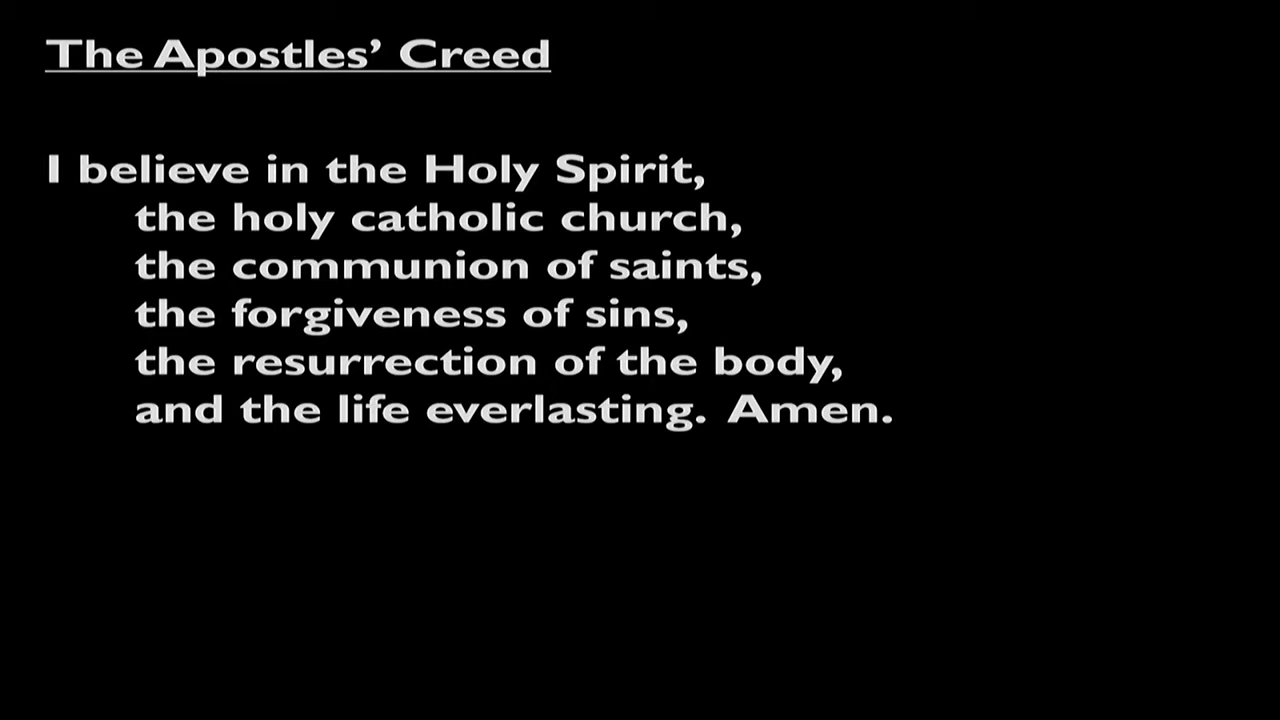 The Apostles’ Creed
I believe in the Holy Spirit,
the holy catholic church,
the communion of saints,
the forgiveness of sins,
the resurrection of the body,
and the life everlasting.  Amen.